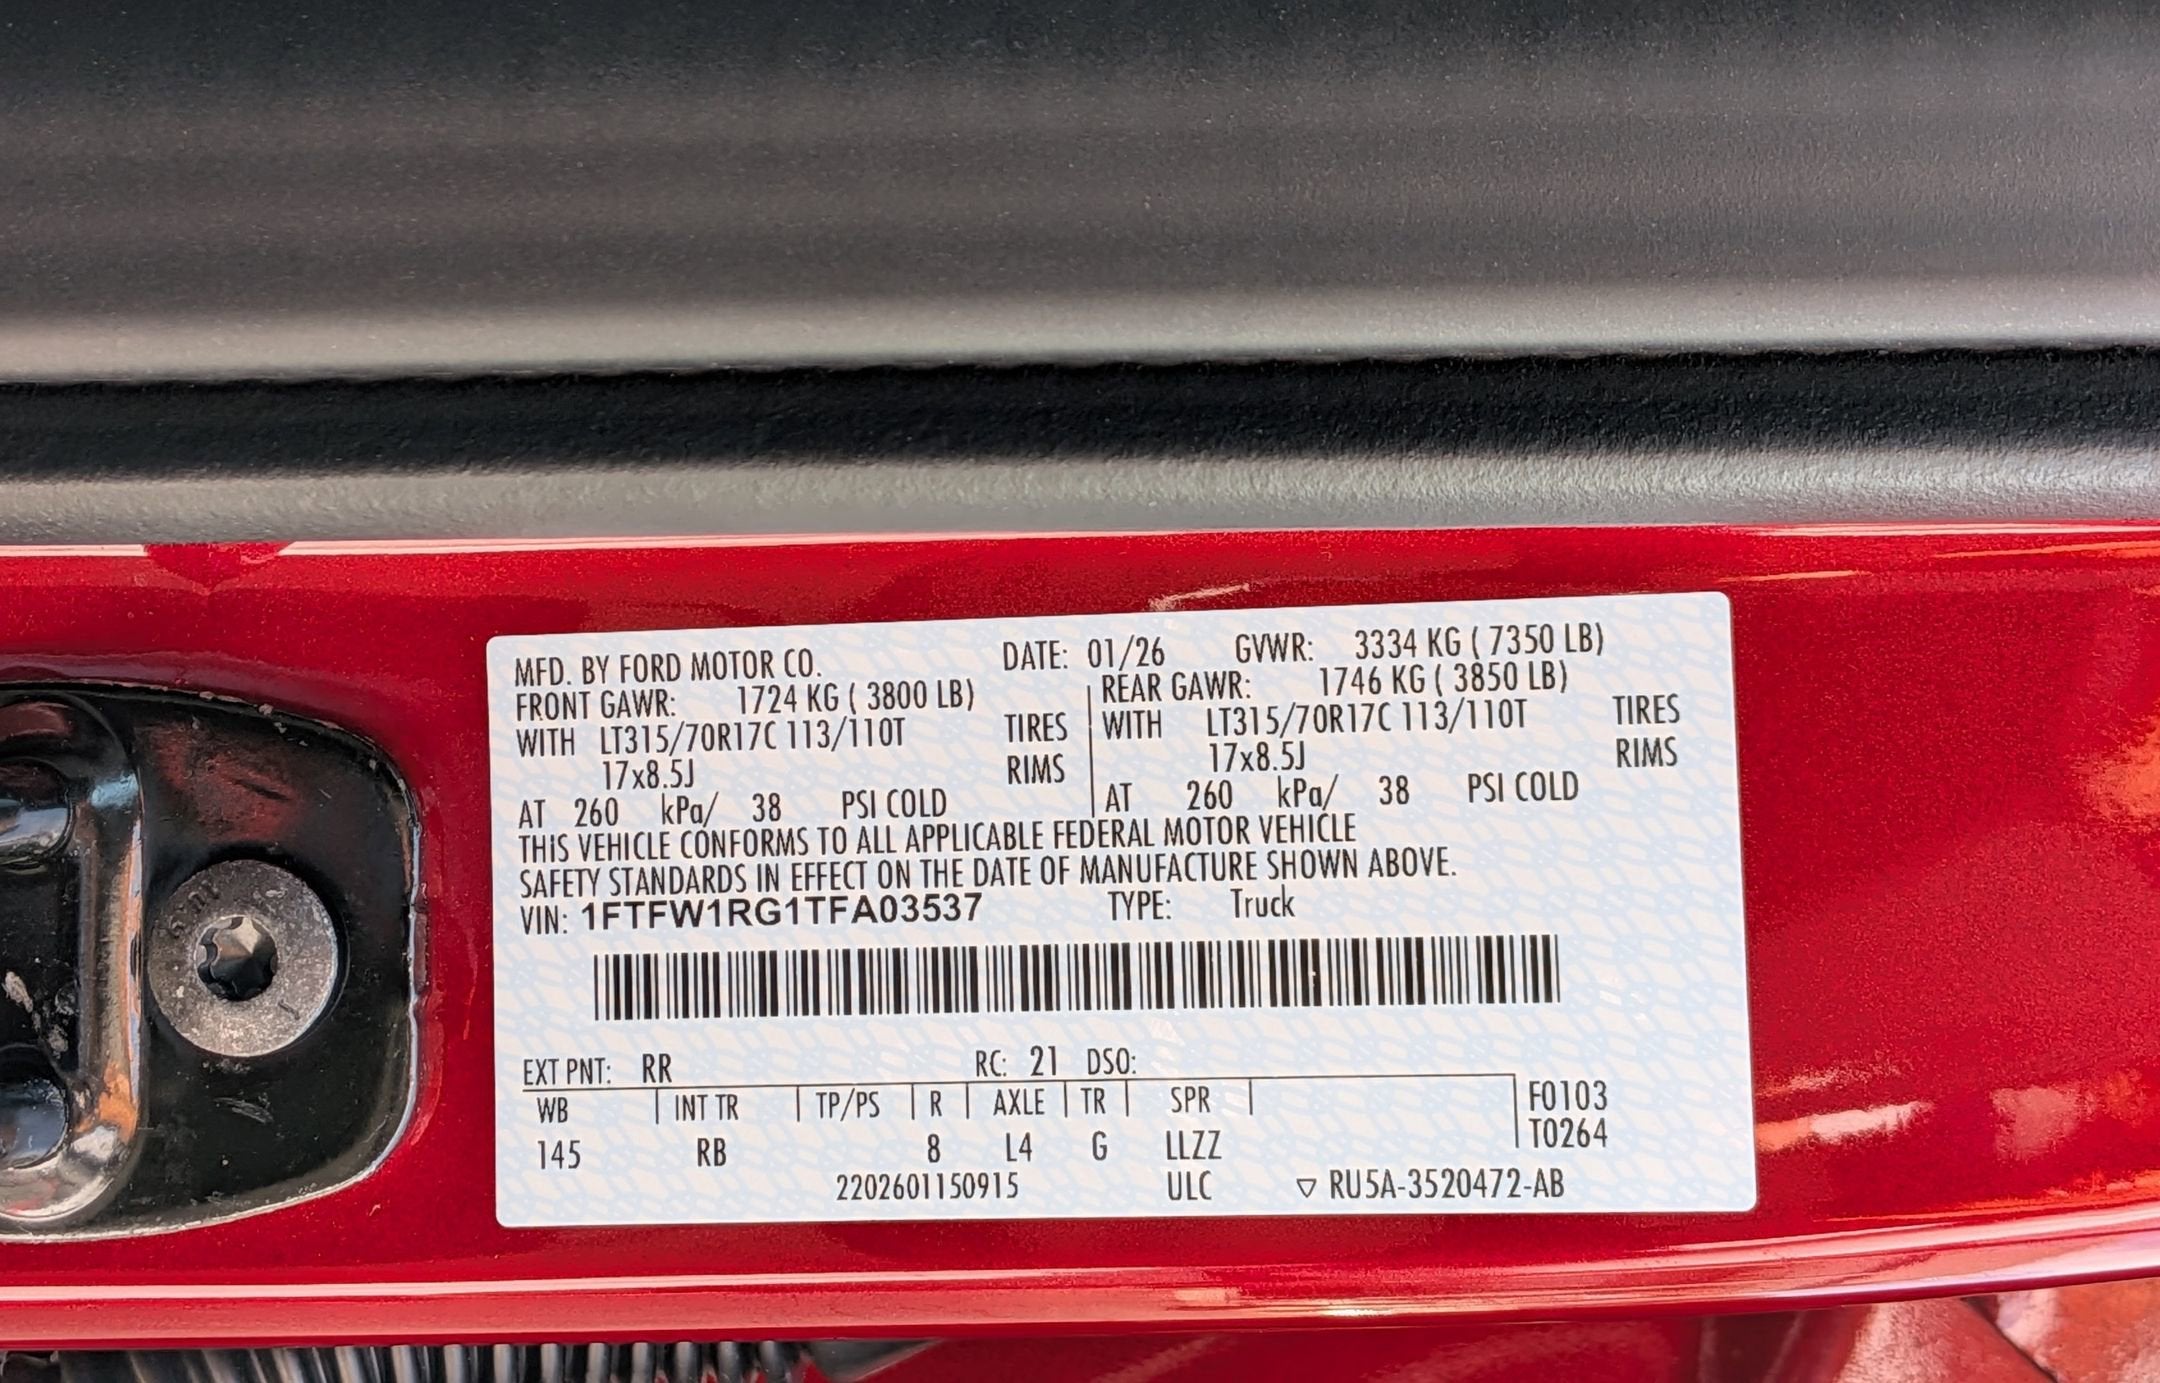 MFD. BY FORD MOTOR CO. DATE: 01/26 GVWR: 3334 KG ( 7350 LB)
FRONT GAWR: 1724 KG ( 3800 LB) REAR GAWR: 1746 KG ( 3850 LB)
WITH LT315/70R17C 113/110T TIRES WITH LT315/70R17C 113/110T TIRES
17x8.5J RIMS 17x8.5J RIMS
AT 260 kPa/ 38 PSI COLD AT 260 kPa/ 38 PSI COLD
THIS VEHICLE CONFORMS TO ALL APPLICABLE FEDERAL MOTOR VEHICLE
SAFETY STANDARDS IN EFFECT ON THE DATE OF MANUFACTURE SHOWN ABOVE.
VIN: 1FTFW1RG1TFA03537 TYPE: Truck
EXT PNT: RR RC: 21 DSO:
WB INT TR TP/PS R AXLE TR SPR F0103
145 RB 8 L4 G LLZZ T0264
2202601150915 ULC ▽ RU5A-3520472-AB